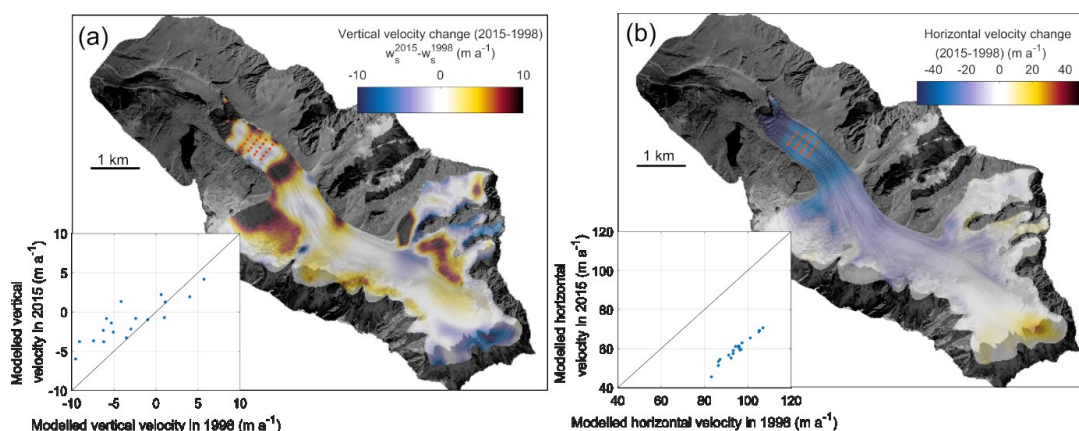 (a)
Vertical velocity change (2015-1998)
w_s^2015-w_s^1998 (m a⁻¹)
-10 0 10
1 km
10
5
0
-5
-10
Modelled vertical
velocity in 2015 (m a⁻¹)
-10 -5 0 5 10
Modelled vertical velocity in 1998 (m a⁻¹)
(b)
Horizontal velocity change
(2015-1998) (m a⁻¹)
-40 -20 0 20 40
1 km
120
100
80
60
40
Modelled horizontal
velocity in 2015 (m a⁻¹)
40 60 80 100 120
Modelled horizontal velocity in 1998 (m a⁻¹)